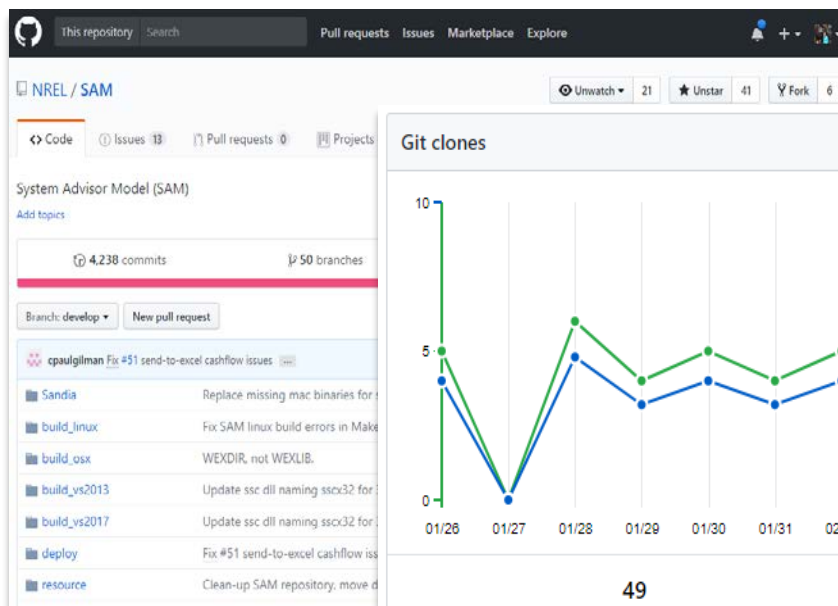 This repository Search Pull requests Issues Marketplace Explore
NREL / SAM
Unwatch 21 Unstar 41 Fork 6
Code Issues 13 Pull requests 0 Projects
System Advisor Model (SAM)
Add topics
4,238 commits 50 branches
Branch: develop New pull request
cpaulgilman Fix #51 send-to-excel cashflow issues ...
Sandia Replace missing mac binaries for
build_linux Fix SAM linux build errors in Make
build_osx WEXDIR, not WEXLIB.
build_vs2013 Update ssc dll naming sscx32 for
build_vs2017 Update ssc dll naming sscx32 for
deploy Fix #51 send-to-excel cashflow iss
resource Clean-up SAM repository, move d
Git clones
10
5
0
01/26 01/27 01/28 01/29 01/30 01/31 02
49